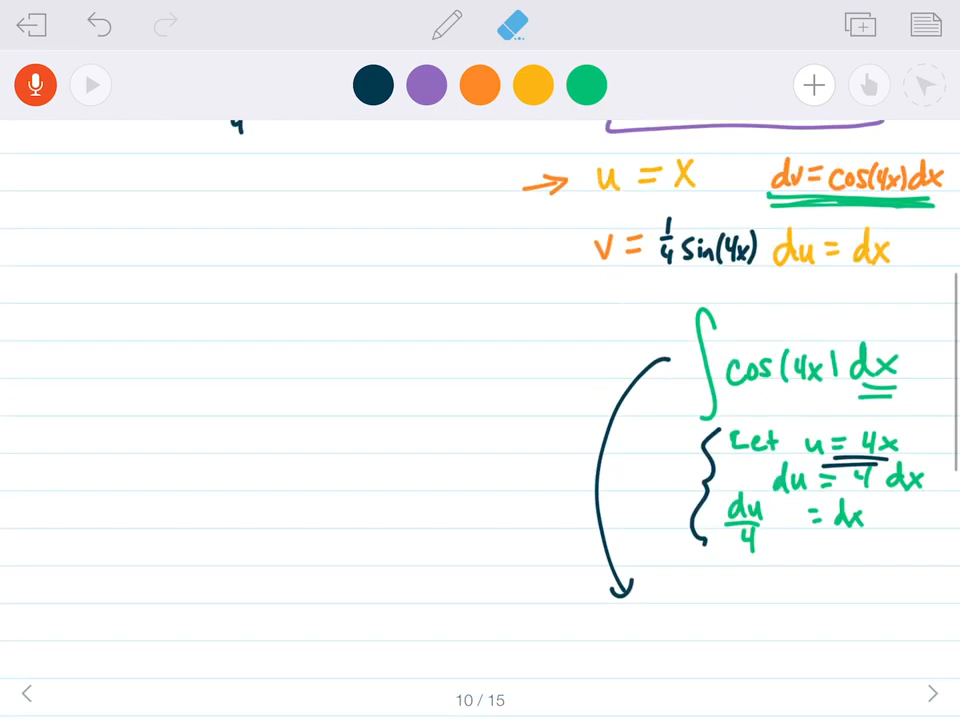 4
→ u = x dv = cos(4x)dx
v = 1/4 sin(4x) du = dx
∫ cos(4x) dx
Let u = 4x
du = 4 dx
du/4 = dx
10 / 15